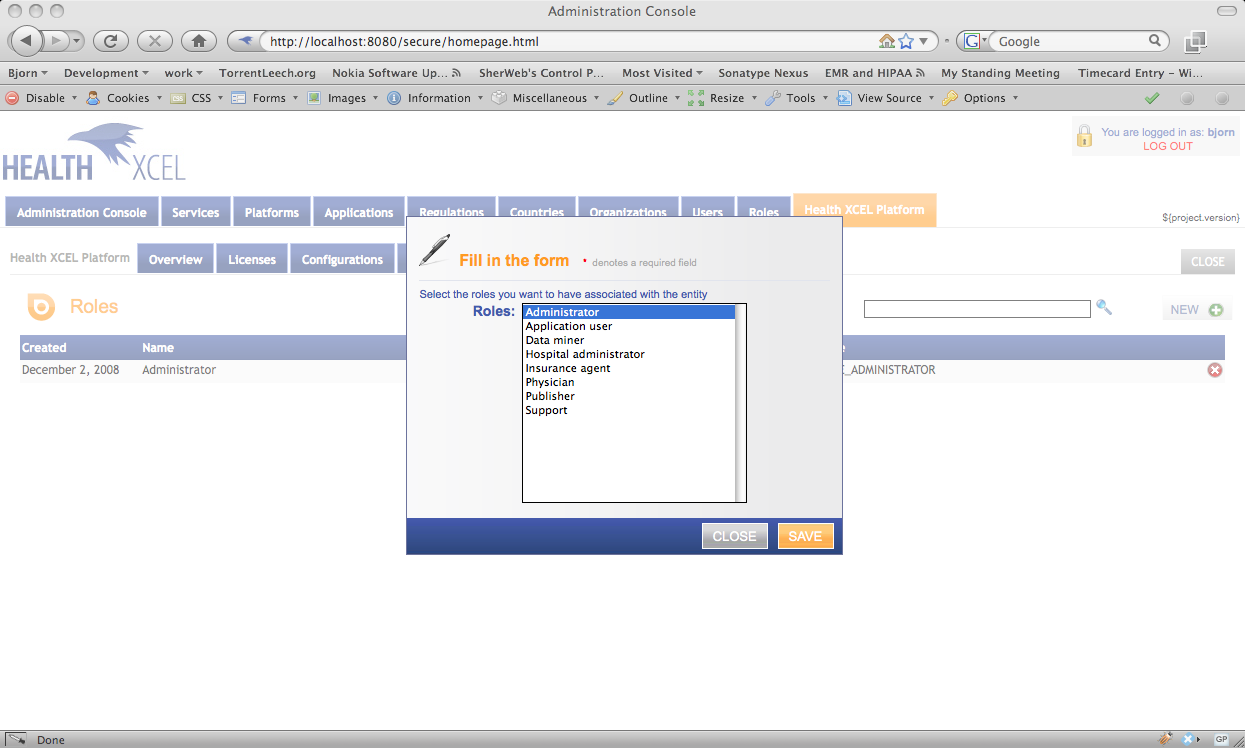 Administration Console
http://localhost:8080/secure/homepage.html
G
Google
Bjorn Development work TorrentLeech.org Nokia Software Up... SherWeb's Control P... Most Visited Sonatype Nexus EMR and HIPAA My Standing Meeting Timecard Entry – Wi...
Disable Cookies CSS Forms Images Information Miscellaneous Outline Resize Tools View Source Options
HEALTH XCEL
You are logged in as: bjorn
LOG OUT
Administration Console Services Platforms Applications Regulations Countries Organizations Users Roles Health XCEL Platform
${project.version}
Health XCEL Platform Overview Licenses Configurations
CLOSE
Fill in the form * denotes a required field
Roles
NEW
Select the roles you want to have associated with the entity
Roles:
Administrator
Application user
Data miner
Hospital administrator
Insurance agent
Physician
Publisher
Support
Created Name
December 2, 2008 Administrator
_ADMINISTRATOR
CLOSE SAVE
Done
GP